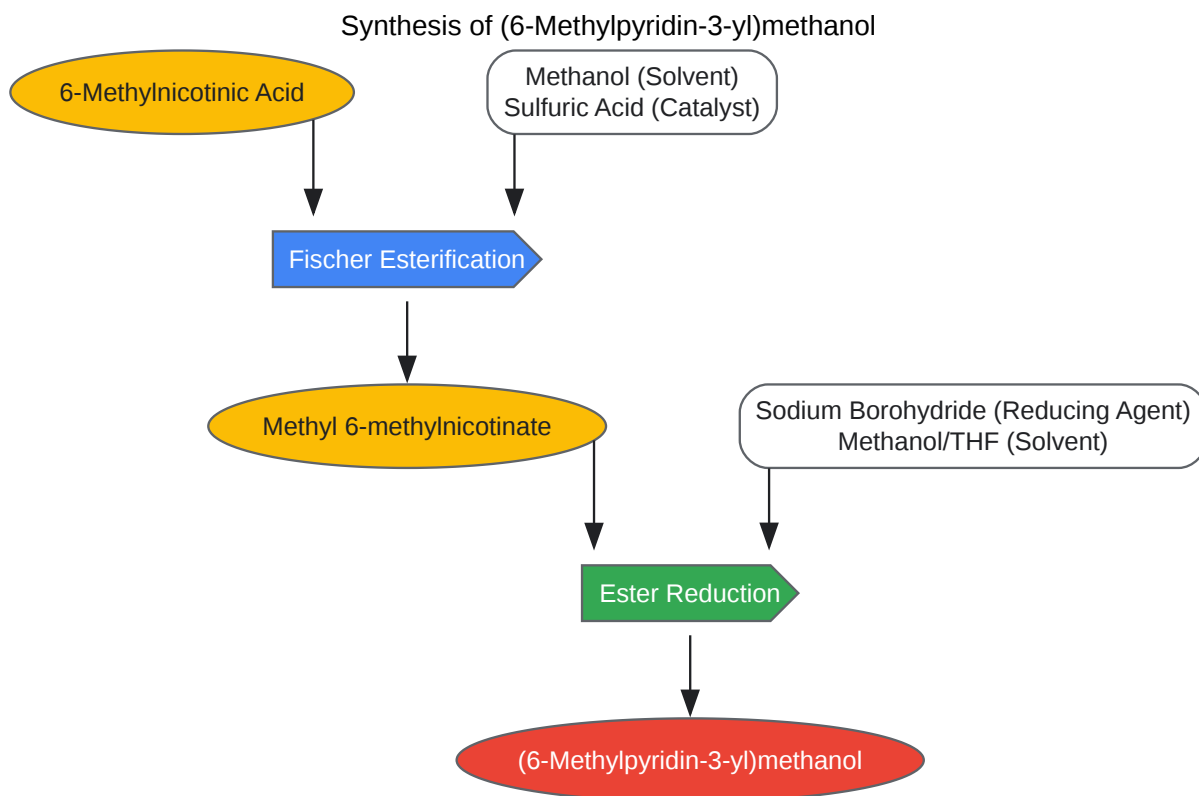 Synthesis of (6-Methylpyridin-3-yl)methanol
6-Methylnicotinic Acid
Methanol (Solvent)
Sulfuric Acid (Catalyst)
Fischer Esterification
Methyl 6-methylnicotinate
Sodium Borohydride (Reducing Agent)
Methanol/THF (Solvent)
Ester Reduction
(6-Methylpyridin-3-yl)methanol